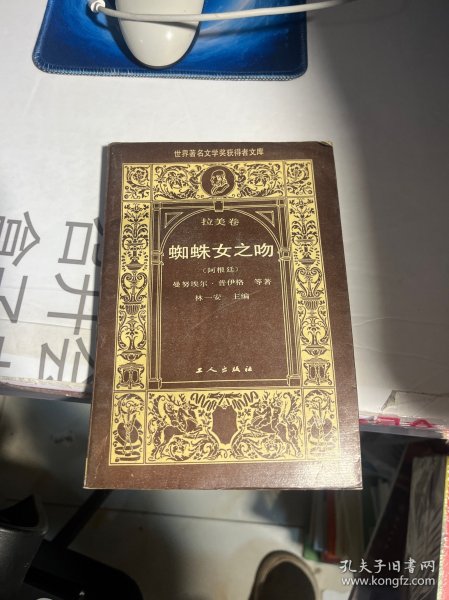 世界著名文学奖获得者文库
拉美卷
蜘蛛女之吻
(阿根廷)
曼努埃尔·普伊格 等著
林一安 主编
工人出版社
孔夫子旧书网
www.kongfz.com